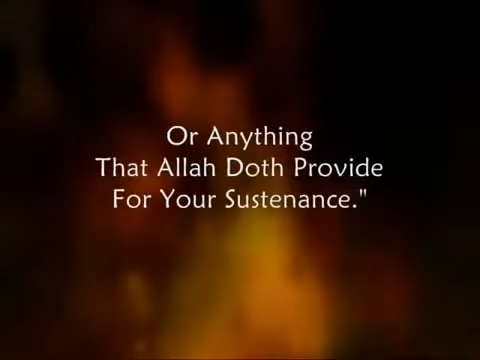 Or Anything
That Allah Doth Provide
For Your Sustenance."